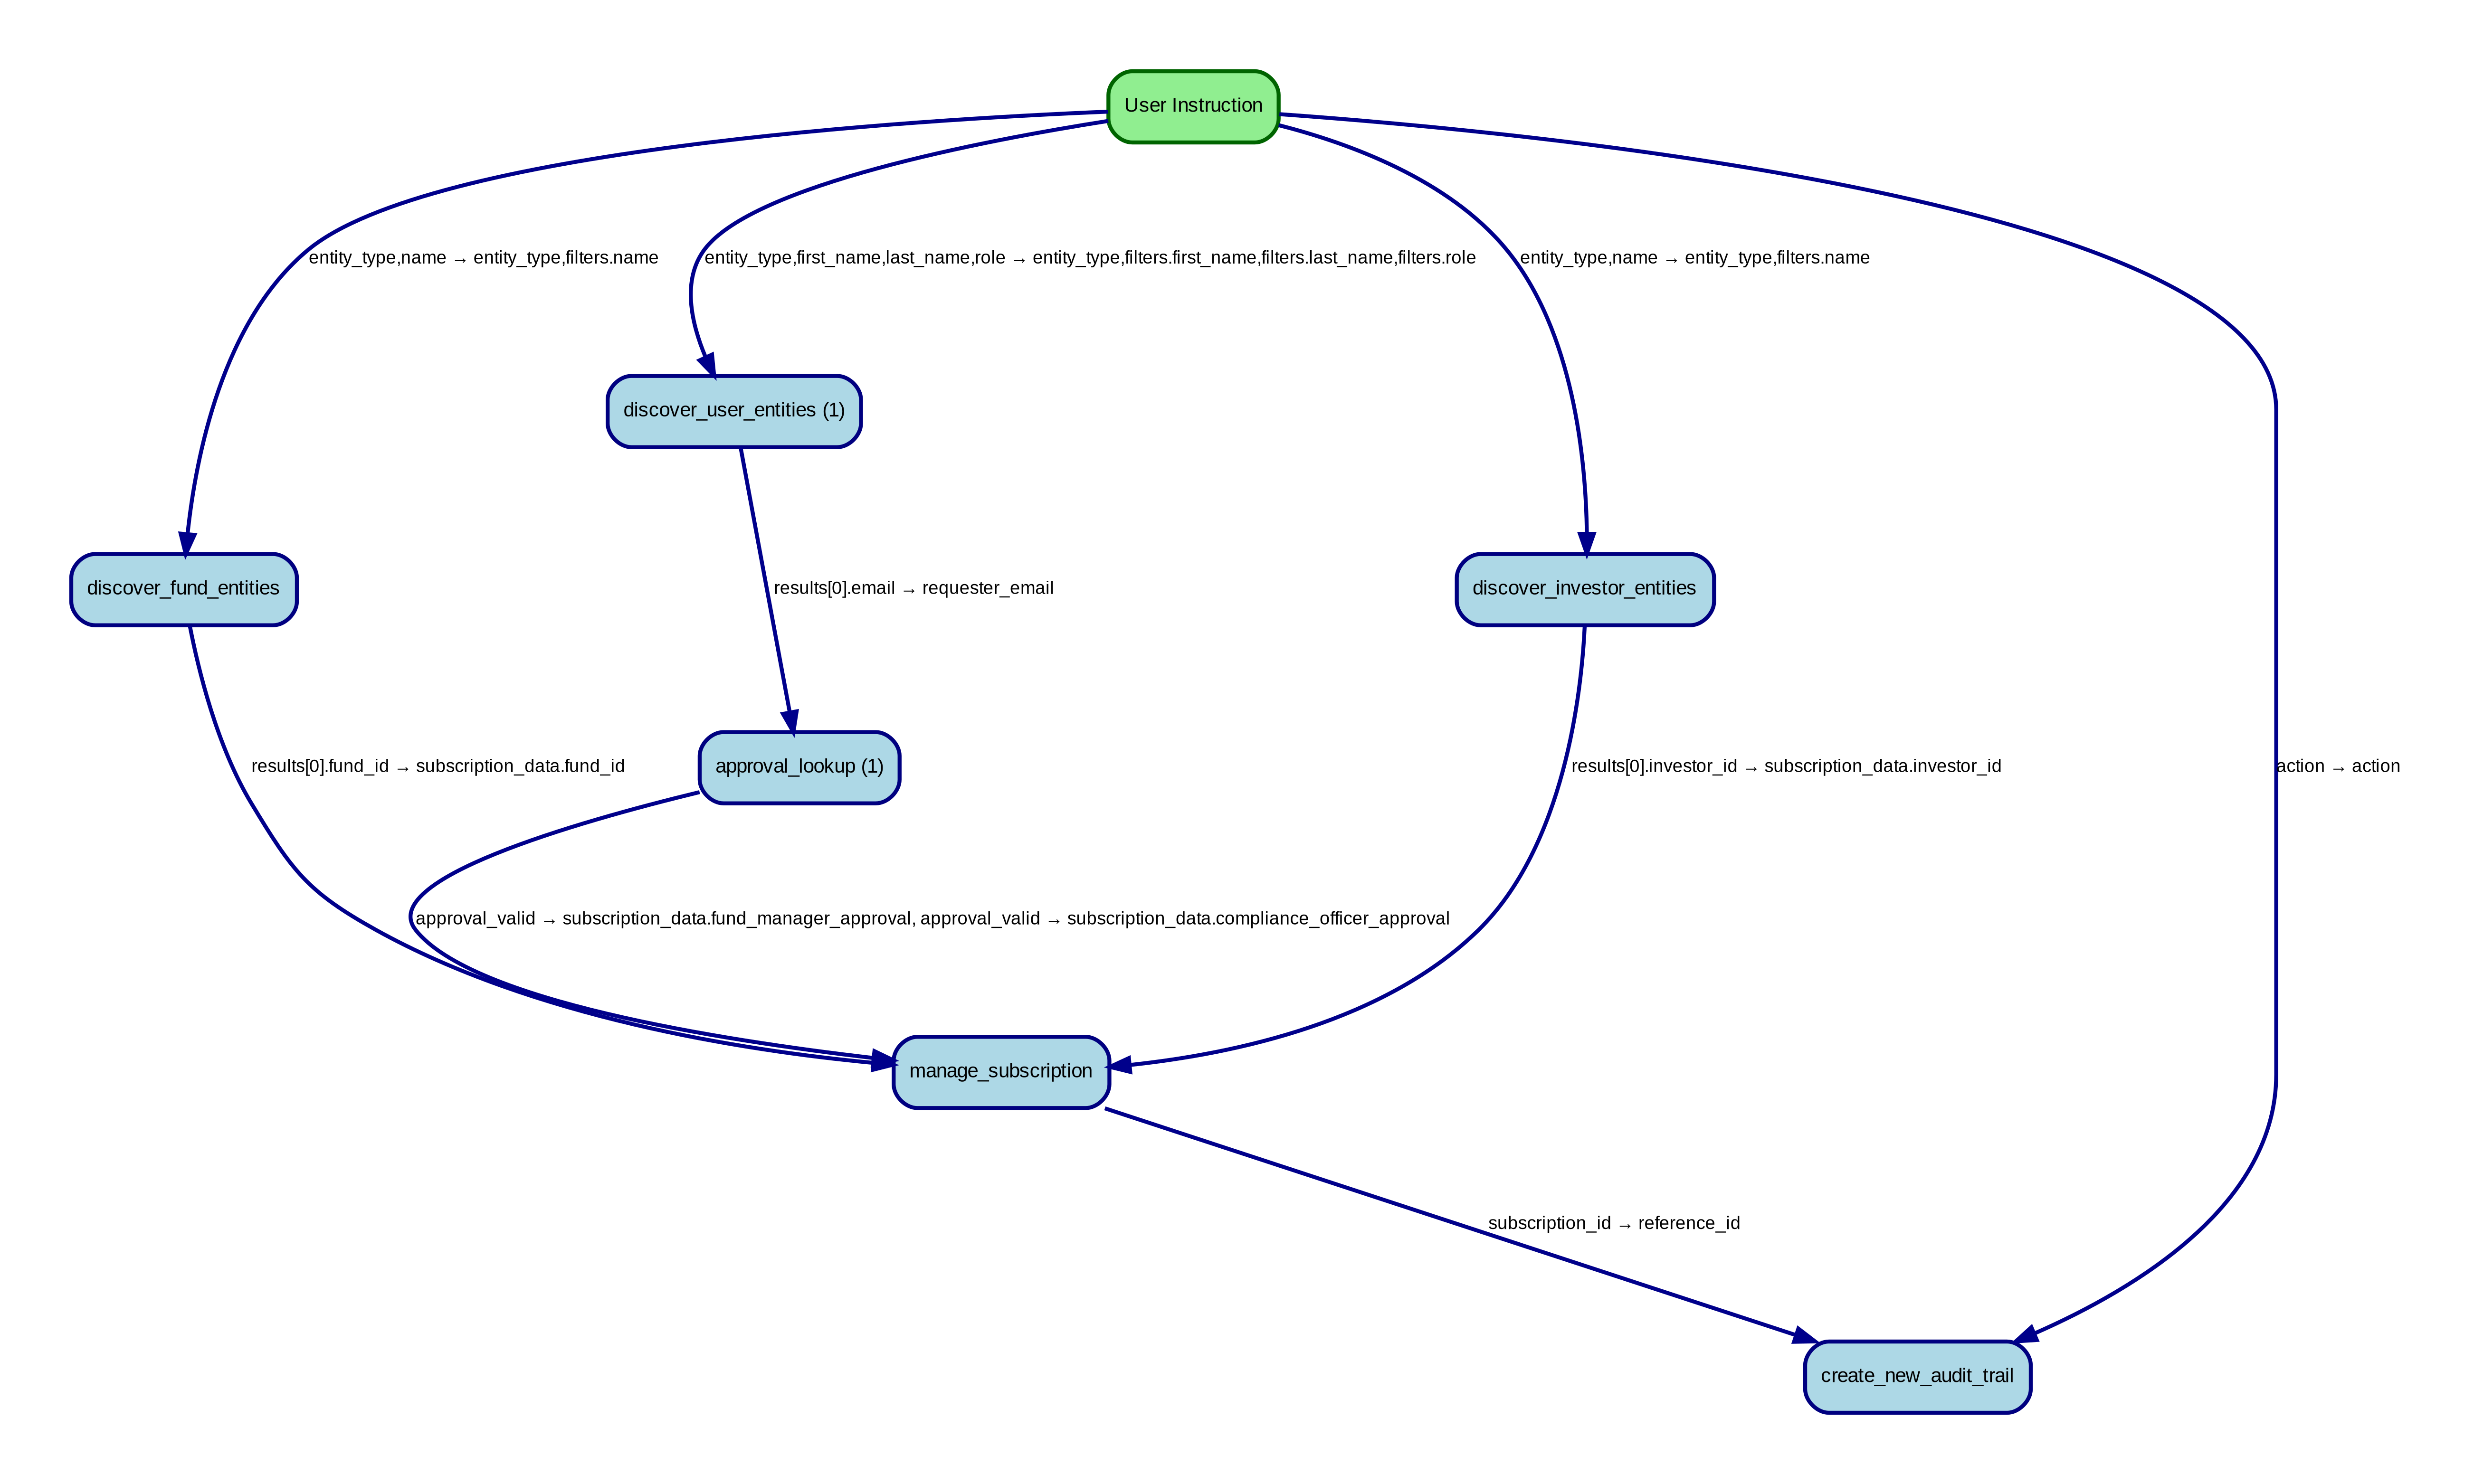 User Instruction
entity_type,name → entity_type,filters.name
entity_type,first_name,last_name,role → entity_type,filters.first_name,filters.last_name,filters.role
entity_type,name → entity_type,filters.name
discover_user_entities (1)
discover_fund_entities
results[0].email → requester_email
discover_investor_entities
results[0].fund_id → subscription_data.fund_id
approval_lookup (1)
results[0].investor_id → subscription_data.investor_id
action → action
approval_valid → subscription_data.fund_manager_approval, approval_valid → subscription_data.compliance_officer_approval
manage_subscription
subscription_id → reference_id
create_new_audit_trail